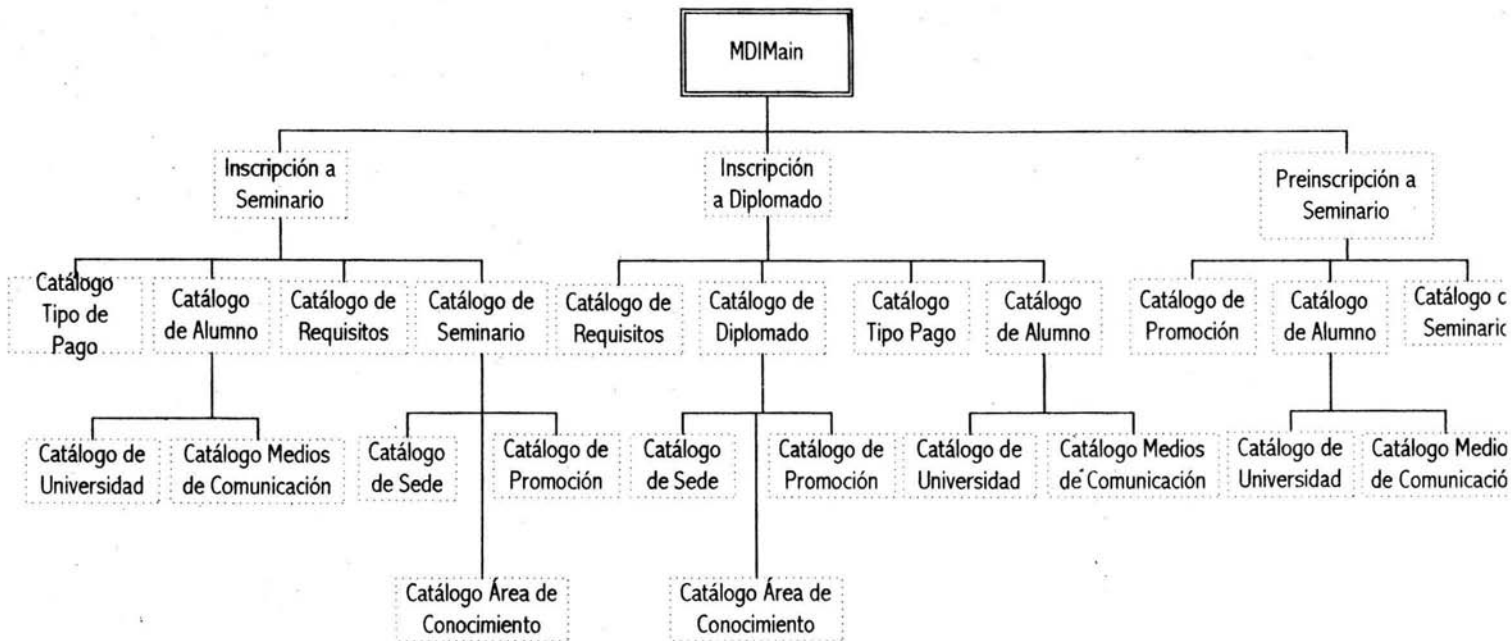 MDIMain
Inscripción a
Seminario
Inscripción
a Diplomado
Preinscripción a
Seminario
Catálogo
Tipo de
Pago
Catálogo
de Alumno
Catálogo de
Requisitos
Catálogo de
Seminario
Catálogo de
Requisitos
Catálogo de
Diplomado
Catálogo
Tipo Pago
Catálogo
de Alumno
Catálogo de
Promoción
Catálogo
de Alumno
Catálogo
Catálogo de
Universidad
Catálogo Medios
de Comunicación
Catálogo
de Sede
Catálogo de
Promoción
Catálogo
de Sede
Catálogo de
Promoción
Catálogo de
Universidad
Catálogo Medios
de Comunicación
Catálogo de
Universidad
Catálogo
de
Catálogo Área de
Conocimiento
Catálogo Área de
Conocimiento